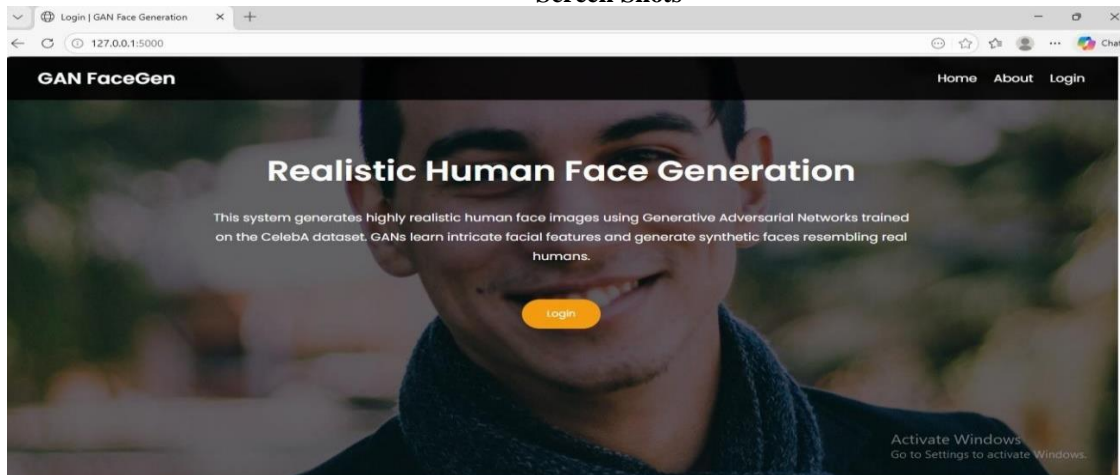 Screen Shots
Login | GAN Face Generation
127.0.0.1:5000
Chat
GAN FaceGen
Home About Login
Realistic Human Face Generation
This system generates highly realistic human face images using Generative Adversarial Networks trained
on the CelebA dataset. GANs learn intricate facial features and generate synthetic faces resembling real
humans.
Login
Activate Windows
Go to Settings to activate Windows.